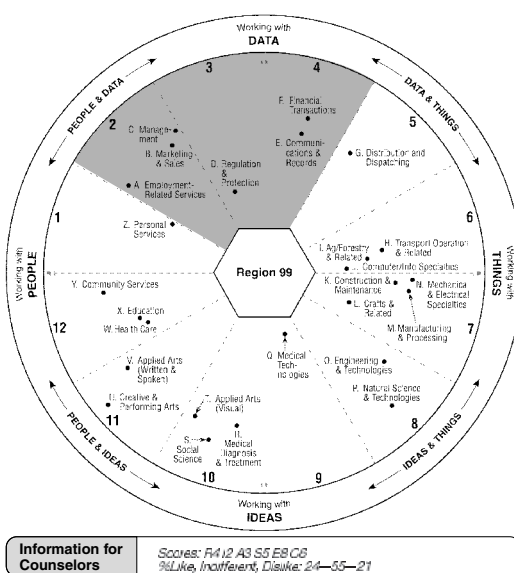 Working with
DATA
PEOPLE & DATA
DATA & THINGS
1
2
3
4
5
6
7
8
9
10
11
12
F. Financial
Transactions
C. Manage-
ment
E. Communi-
cations &
Records
B. Marketing
& Sales
D. Regulation
&
Protection
G. Distribution and
Dispatching
A. Employment-
Related Services
Z. Personal
Services
Working with
PEOPLE
Region 99
I. Ag/Forestry
& Related
H. Transport Operation
& Related
J. Computer/Info Specialties
Working with
THINGS
Y. Community Services
K. Construction &
Maintenance
N. Mechanical
& Electrical
Specialties
L. Crafts &
Related
X. Education
W. Health Care
M. Manufacturing
& Processing
V. Applied Arts
(Written &
Spoken)
Q. Medical
Tech-
nologies
O. Engineering
& Technologies
P. Natural Science
& Technologies
U. Creative &
Performing Arts
T. Applied Arts
(Visual)
S.
Social
Science
R.
Medical
Diagnosis
& Treatment
PEOPLE & IDEAS
IDEAS & THINGS
Working with
IDEAS
Information for
Counselors
Scores: A3 S5 E8 C6
%Like, Indifferent, Dislike: 24—55—21